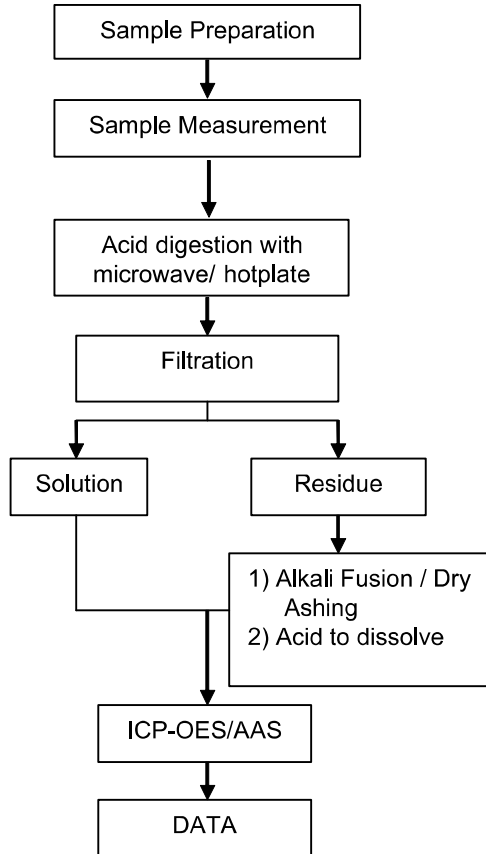 Sample Preparation
Sample Measurement
Acid digestion with
microwave/ hotplate
Filtration
Solution
Residue
1) Alkali Fusion / Dry
Ashing
2) Acid to dissolve
ICP-OES/AAS
DATA